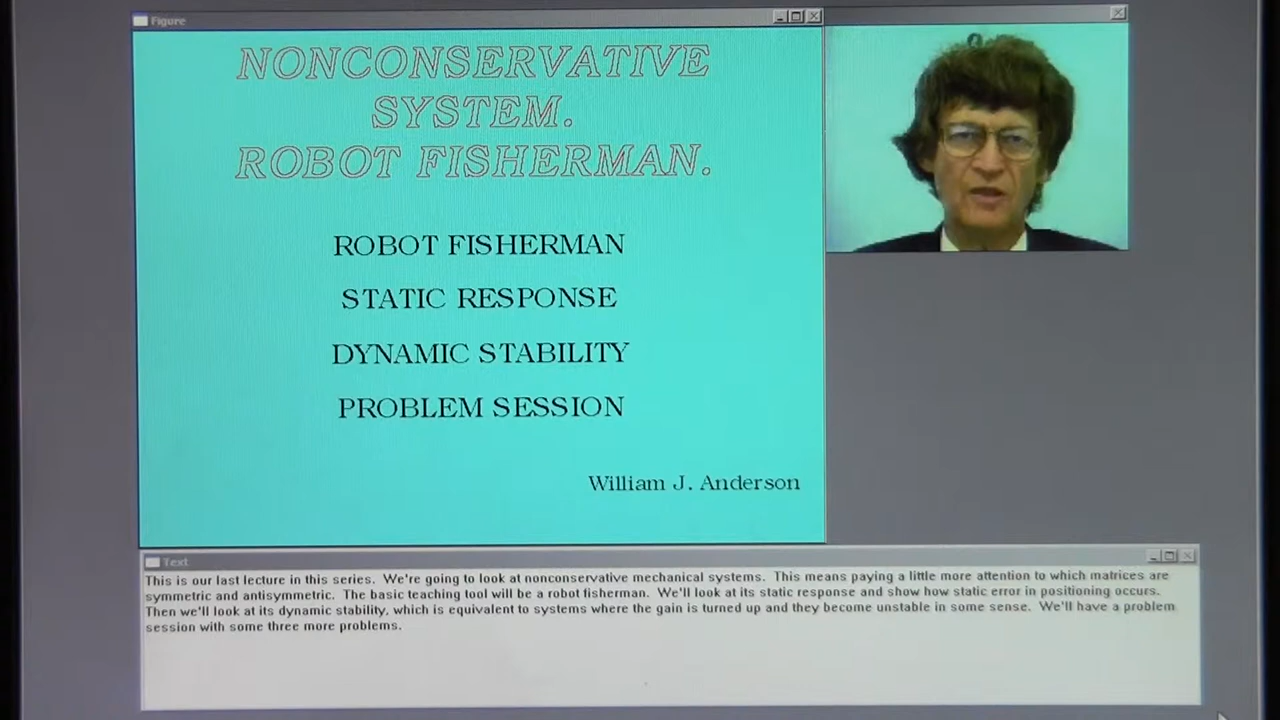 Figure
NONCONSERVATIVE
SYSTEM.
ROBOT FISHERMAN.
ROBOT FISHERMAN
STATIC RESPONSE
DYNAMIC STABILITY
PROBLEM SESSION
William J. Anderson
Text
This is our last lecture in this series. We're going to look at nonconservative mechanical systems. This means paying a little more attention to which matrices are
symmetric and antisymmetric. The basic teaching tool will be a robot fisherman. We'll look at its static response and show how static error in positioning occurs.
Then we'll look at its dynamic stability, which is equivalent to systems where the gain is turned up and they become unstable in some sense. We'll have a problem
session with some three more problems.